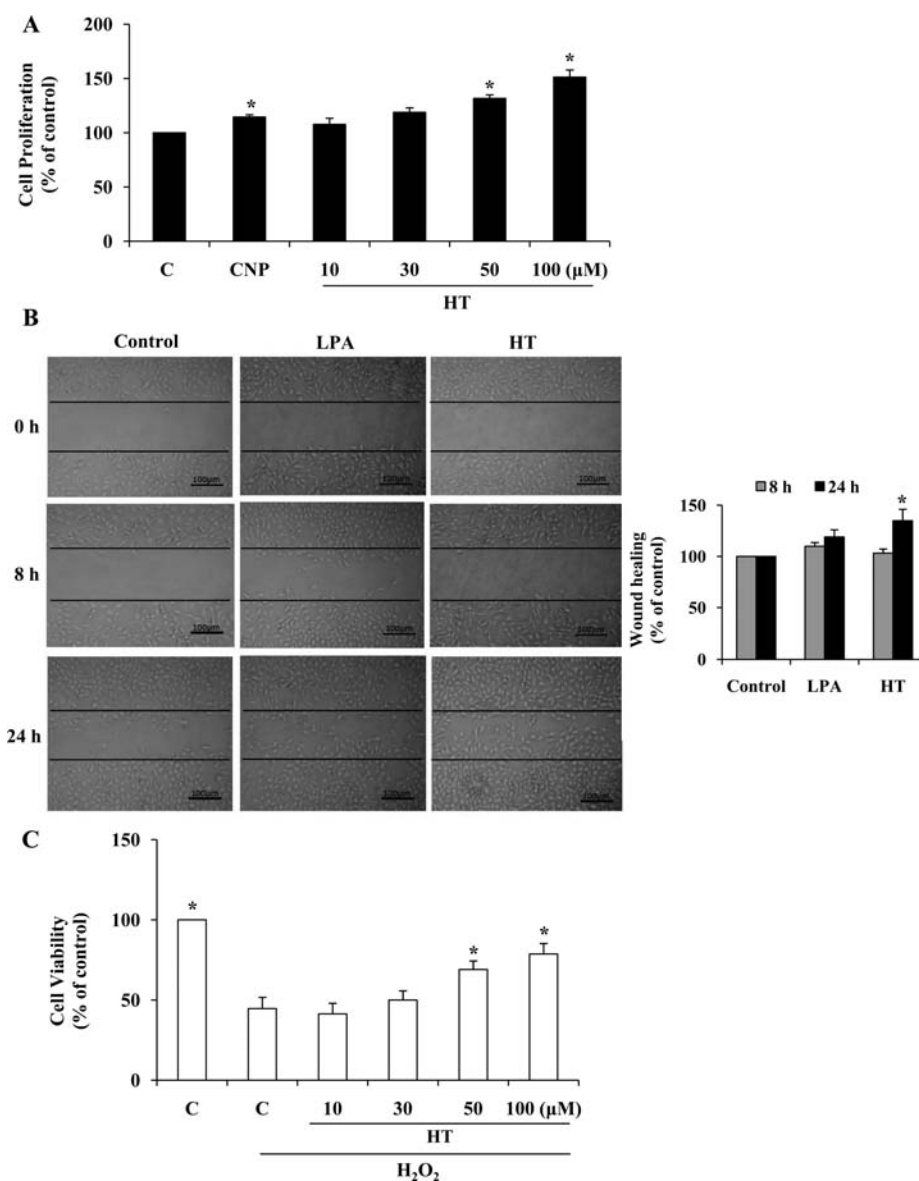 A
Cell Proliferation
(% of control)
200
150
100
50
0
*
*
*
C CNP 10 30 50 100 (μM)
HT
B
Control LPA HT
0 h
100μm 100μm 100μm
8 h
100μm 100μm 100μm
24 h
100μm 100μm 100μm
8 h 24 h
Wound healing
(% of control)
150
100
50
0
*
Control LPA HT
C
Cell Viability
(% of control)
150
100
50
0
*
*
*
C C 10 30 50 100 (μM)
HT
H₂O₂